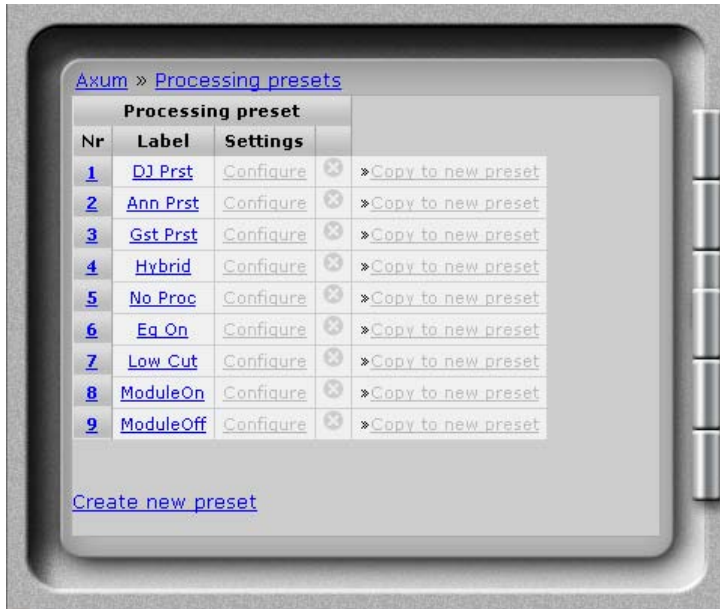 Axum » Processing presets
Processing preset
Nr Label Settings
1 DJ Prst Configure »Copy to new preset
2 Ann Prst Configure »Copy to new preset
3 Gst Prst Configure »Copy to new preset
4 Hybrid Configure »Copy to new preset
5 No Proc Configure »Copy to new preset
6 Eq On Configure »Copy to new preset
7 Low Cut Configure »Copy to new preset
8 ModuleOn Configure »Copy to new preset
9 ModuleOff Configure »Copy to new preset
Create new preset